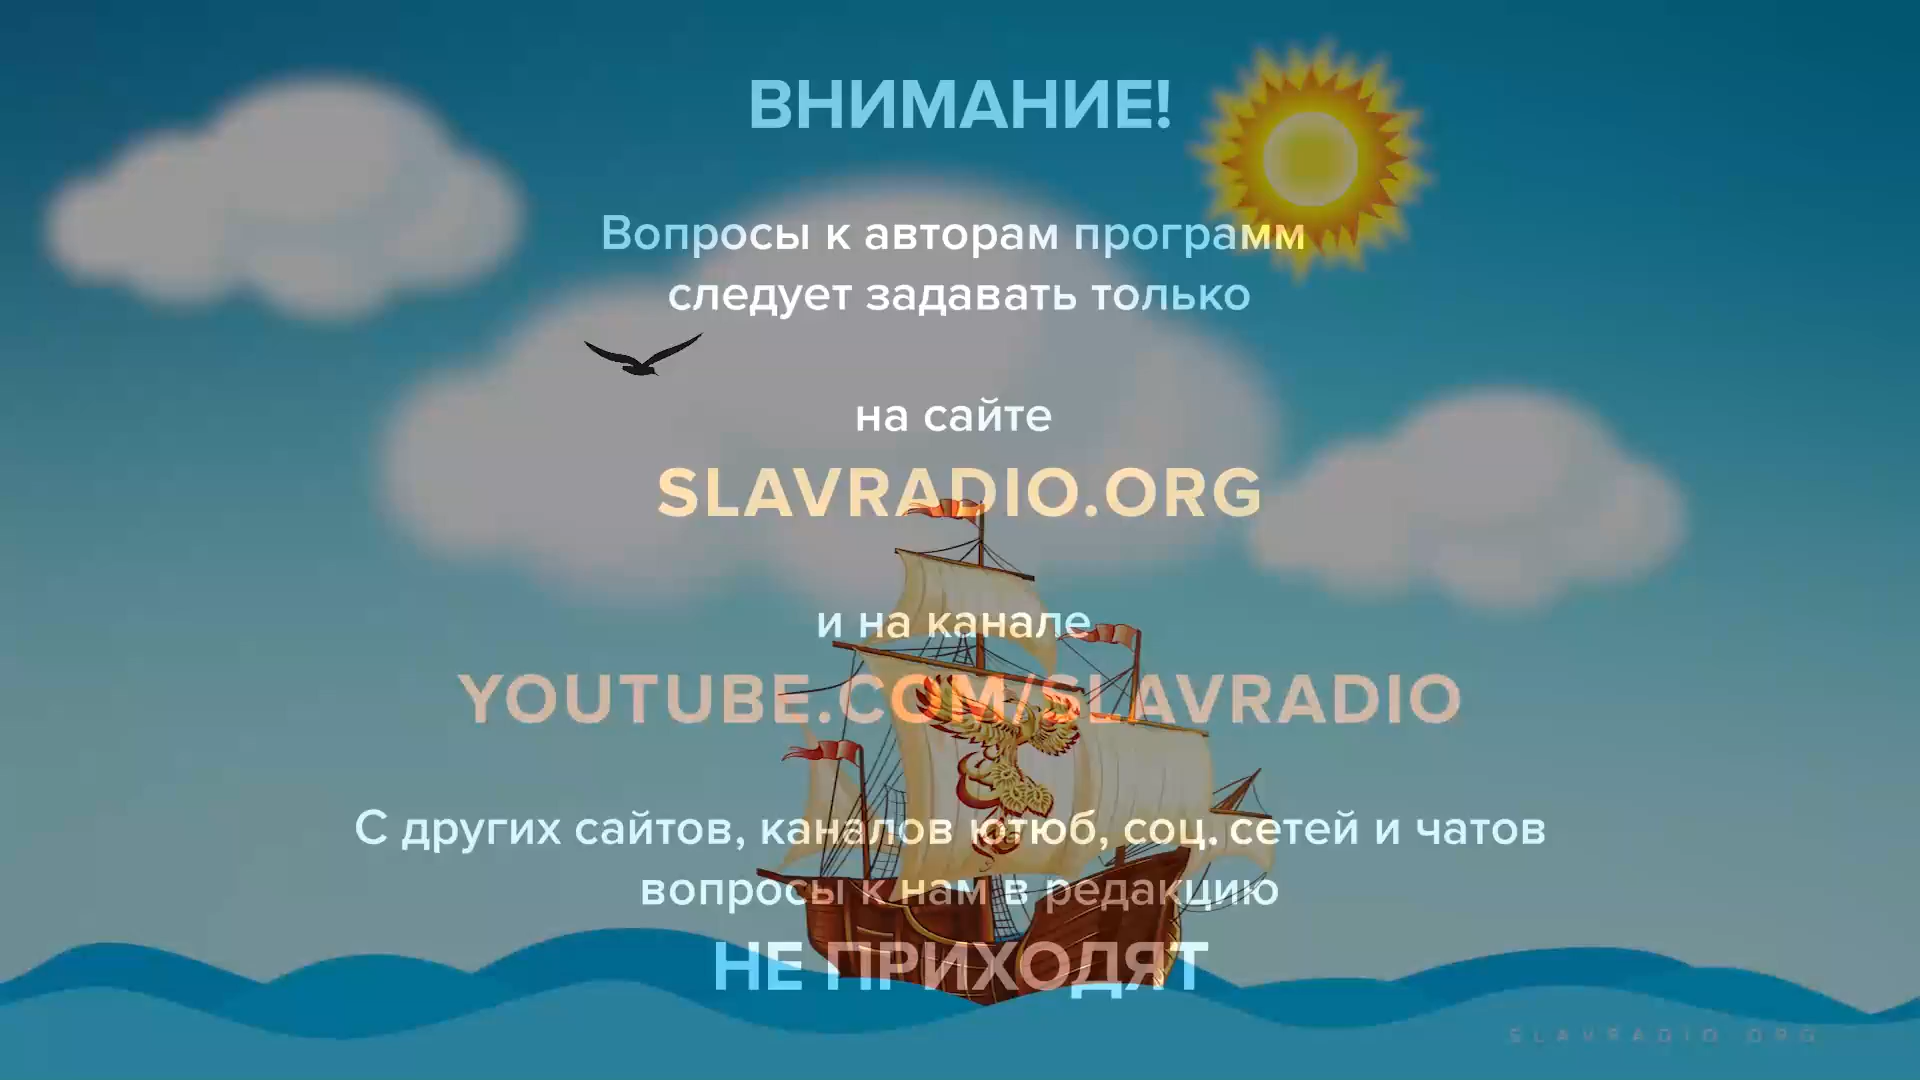 ВНИМАНИЕ!
Вопросы к авторам программ
следует задавать только
на сайте
SLAVRADIO.ORG
и на канале
YOUTUBE.COM/SLAVRADIO
С других сайтов, каналов ютюб, соц. сетей и чатов
вопросы к нам в редакцию
НЕ ПРИХОДЯТ
SLAVRADIO.ORG